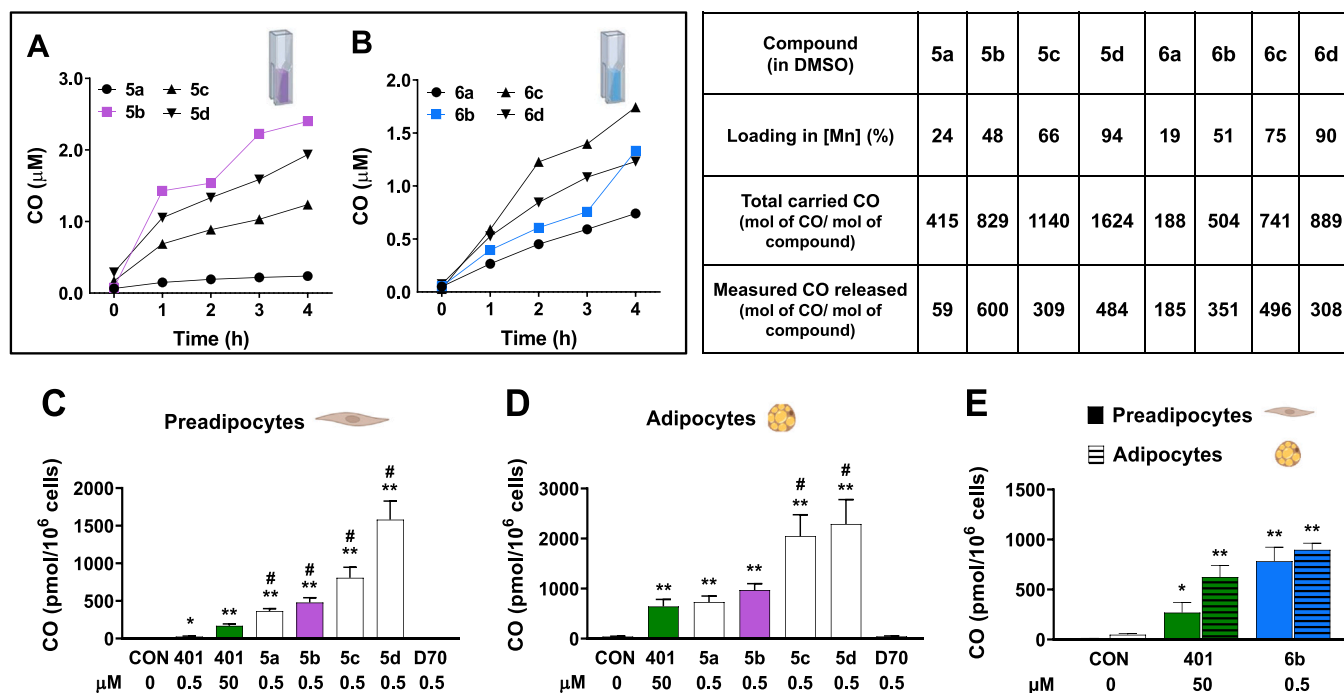 A
5a 5c
5b 5d
3.0
2.0
1.0
0.0
CO (µM)
0 1 2 3 4
Time (h)
B
6a 6c
6b 6d
2.0
1.5
1.0
0.5
0.0
CO (µM)
0 1 2 3 4
Time (h)
Compound
(in DMSO)
5a 5b 5c 5d 6a 6b 6c 6d
Loading in [Mn] (%)
24 48 66 94 19 51 75 90
Total carried CO
(mol of CO/ mol of
compound)
415 829 1140 1624 188 504 741 889
Measured CO released
(mol of CO/ mol of
compound)
59 600 309 484 185 351 496 308
C
Preadipocytes
CO (pmol/10⁶ cells)
2000
1500
1000
500
0
* ** # ** # ** # ** # **
CON 401 401 5a 5b 5c 5d D70
µM 0 0.5 50 0.5 0.5 0.5 0.5 0.5
D
Adipocytes
CO (pmol/10⁶ cells)
3000
2000
1000
0
** ** ** # ** # **
CON 401 5a 5b 5c 5d D70
µM 0 50 0.5 0.5 0.5 0.5 0.5
E
Preadipocytes
Adipocytes
CO (pmol/10⁶ cells)
1500
1000
500
0
* ** ** **
CON 401 6b
µM 0 50 0.5